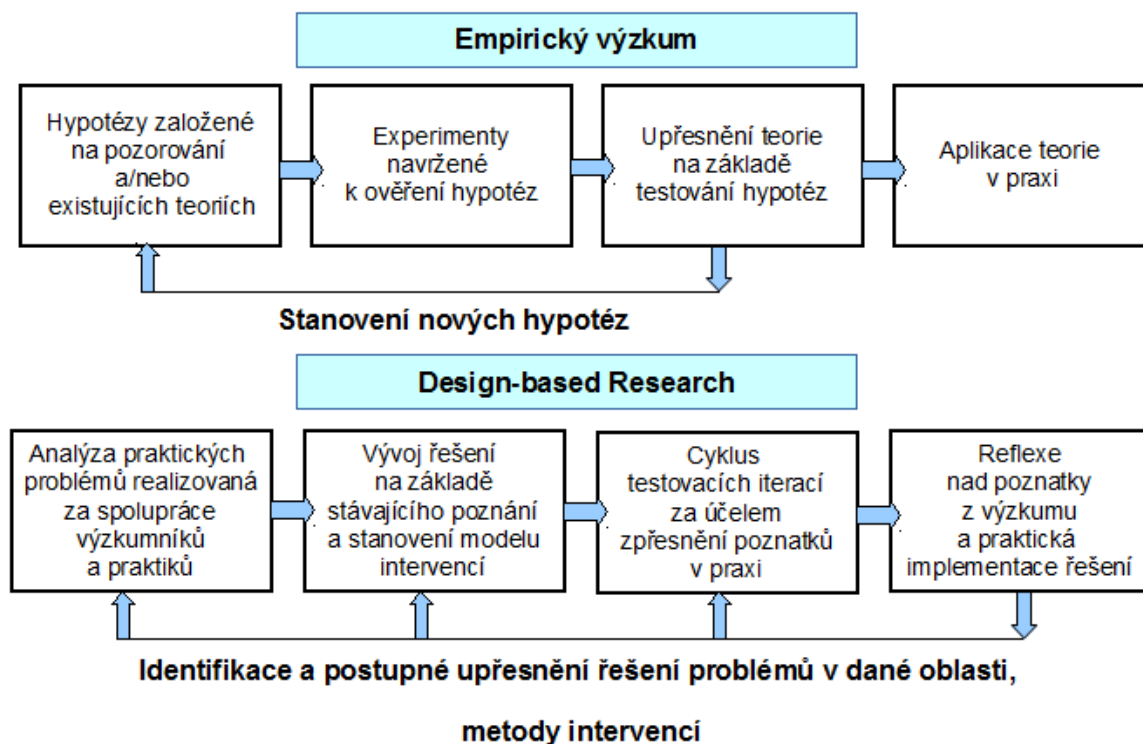 Empirický výzkum
Hypotézy založené
na pozorování
a/nebo
existujících teoriích
Experimenty
navržené
k ověření hypotéz
Upřesnění teorie
na základě
testování hypotéz
Aplikace teorie
v praxi
Stanovení nových hypotéz
Design-based Research
Analýza praktických
problémů realizovaná
za spolupráce
výzkumníků
a praktiků
Vývoj řešení
na základě
stávajícího poznání
a stanovení modelu
intervencí
Cyklus
testovacích iterací
za účelem
zpřesnění poznatků
v praxi
Reflexe
nad poznatky
z výzkumu
a praktická
implementace řešení
Identifikace a postupné upřesnění řešení problémů v dané oblasti,
metody intervencí